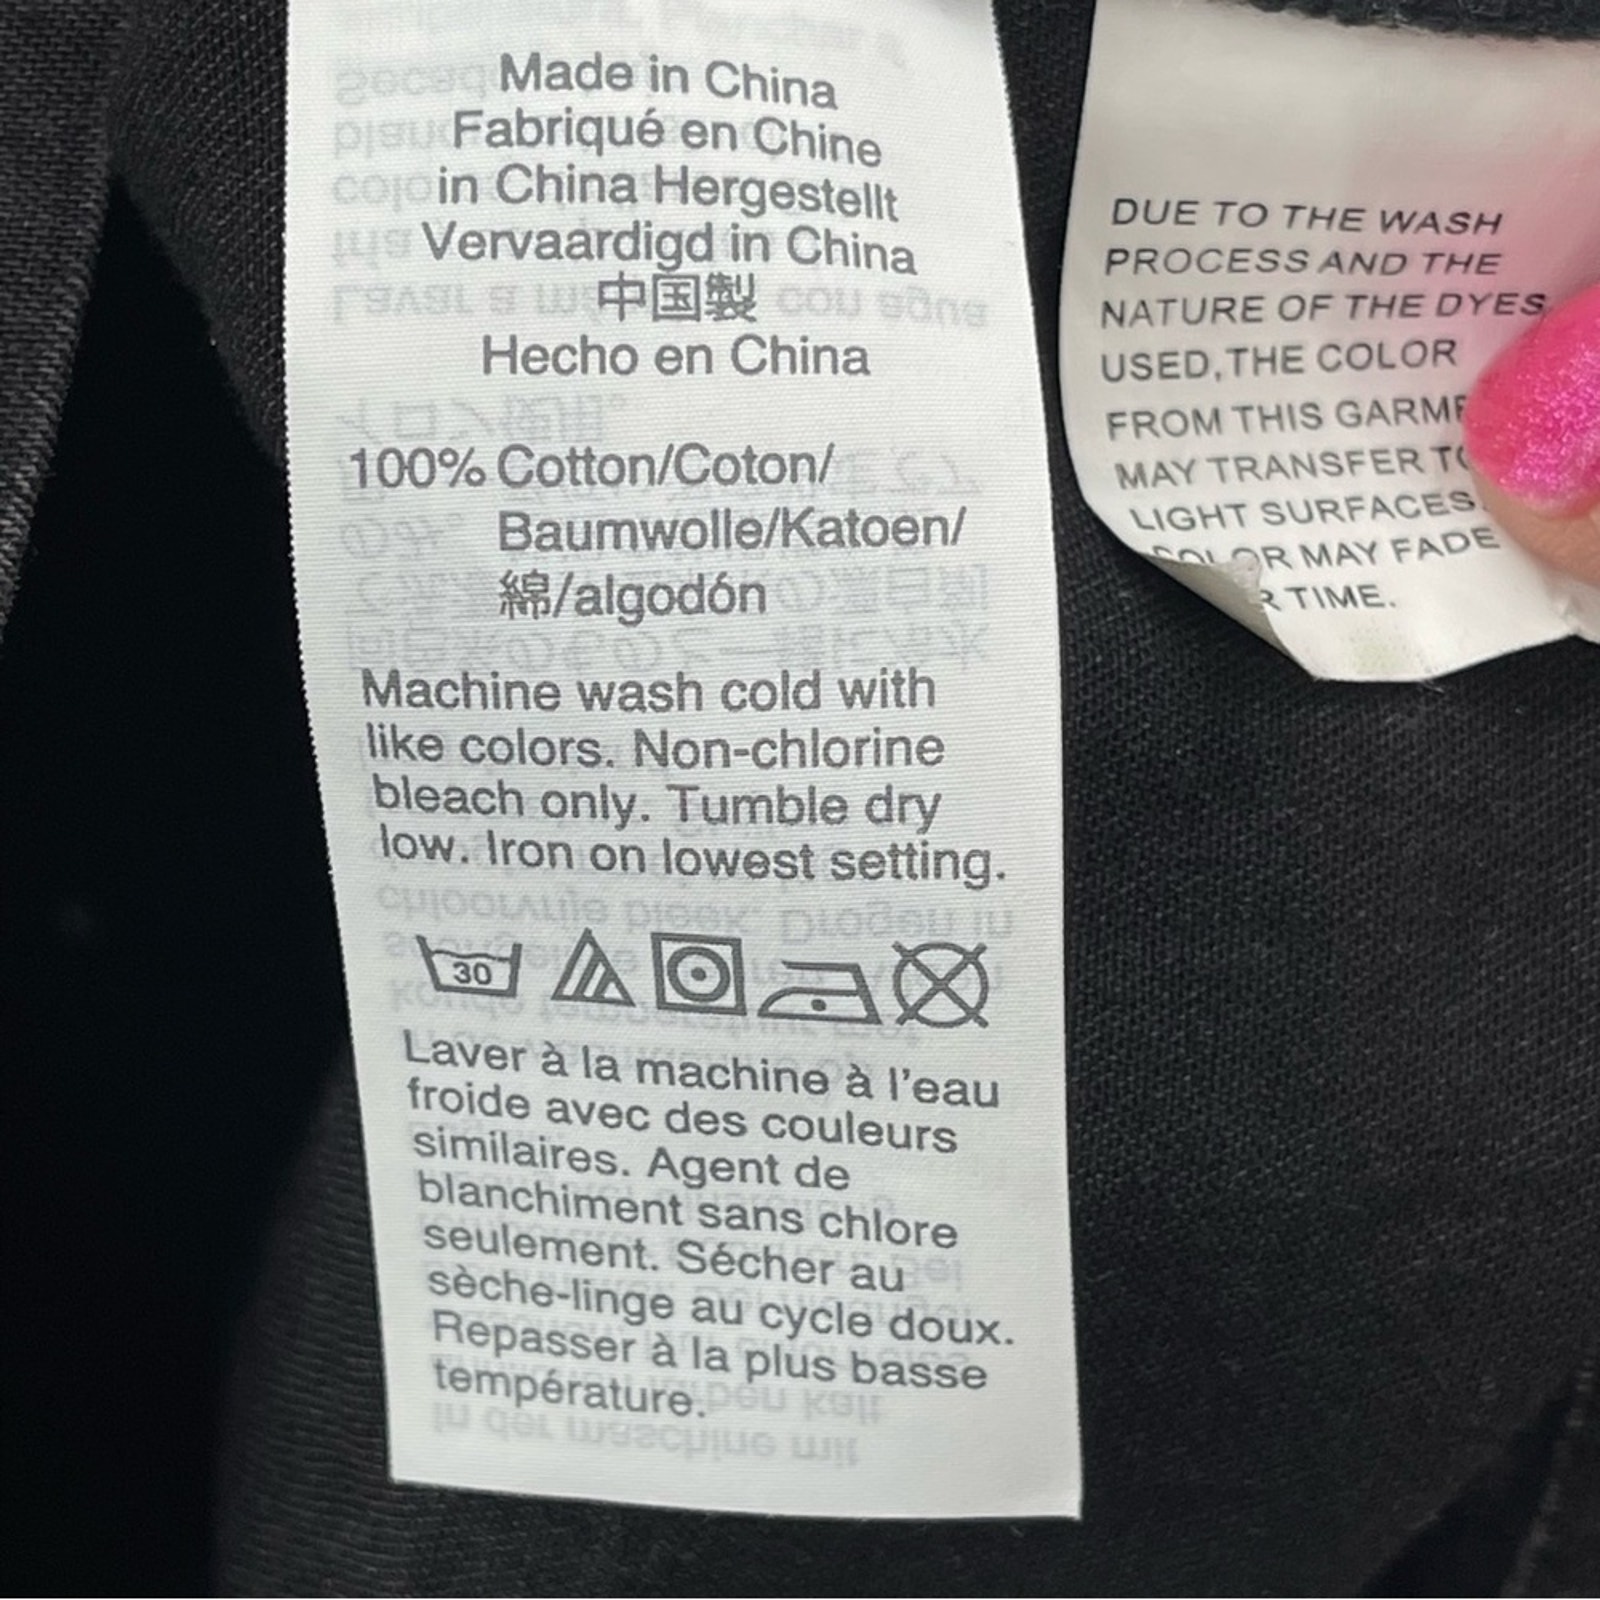 Made in China
Fabriqué en Chine
in China Hergestellt
Vervaardigd in China
中国製
Hecho en China
100% Cotton/Coton/
Baumwolle/Katoen/
綿/algodón
Machine wash cold with
like colors. Non-chlorine
bleach only. Tumble dry
low. Iron on lowest setting.
30
Laver à la machine à l'eau
froide avec des couleurs
similaires. Agent de
blanchiment sans chlore
seulement. Sécher au
sèche-linge au cycle doux.
Repasser à la plus basse
température.
DUE TO THE WASH
PROCESS AND THE
NATURE OF THE DYES
USED, THE COLOR
FROM THIS
MAY TRANSFER
LIGHT SURFACES.
MAY FADE
TIME.